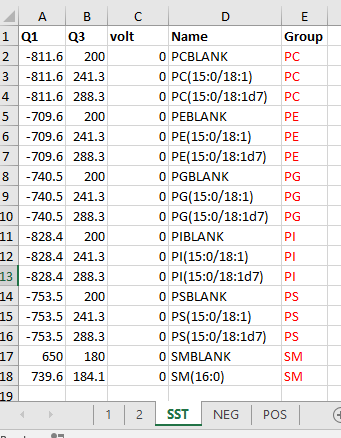 A B C D E
1 Q1 Q3 volt Name Group
2 -811.6 200 0 PCBLANK PC
3 -811.6 241.3 0 PC(15:0/18:1) PC
4 -811.6 288.3 0 PC(15:0/18:1d7) PC
5 -709.6 200 0 PEBLANK PE
6 -709.6 241.3 0 PE(15:0/18:1) PE
7 -709.6 288.3 0 PE(15:0/18:1d7) PE
8 -740.5 200 0 PGBLANK PG
9 -740.5 241.3 0 PG(15:0/18:1) PG
10 -740.5 288.3 0 PG(15:0/18:1d7) PG
11 -828.4 200 0 PIBLANK PI
12 -828.4 241.3 0 PI(15:0/18:1) PI
13 -828.4 288.3 0 PI(15:0/18:1d7) PI
14 -753.5 200 0 PSBLANK PS
15 -753.5 241.3 0 PS(15:0/18:1) PS
16 -753.5 288.3 0 PS(15:0/18:1d7) PS
17 650 180 0 SMBLANK SM
18 739.6 184.1 0 SM(16:0) SM
19
1 2 SST NEG POS